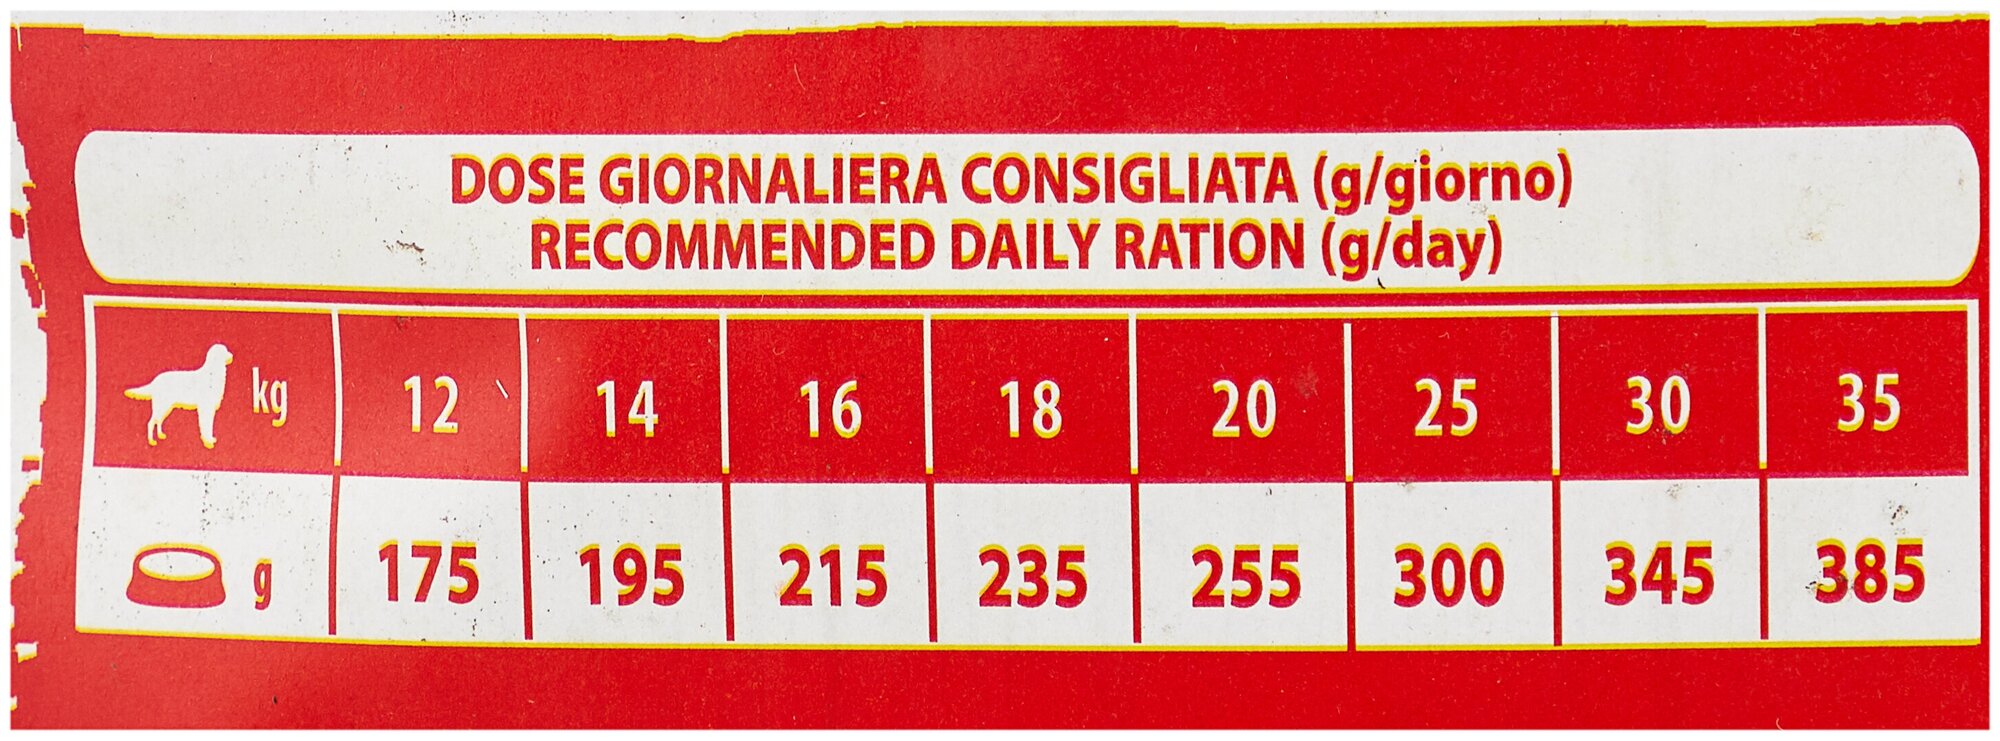 DOSE GIORNALIERA CONSIGLIATA (g/giorno)
RECOMMENDED DAILY RATION (g/day)
kg 12 14 16 18 20 25 30 35
g 175 195 215 235 255 300 345 385